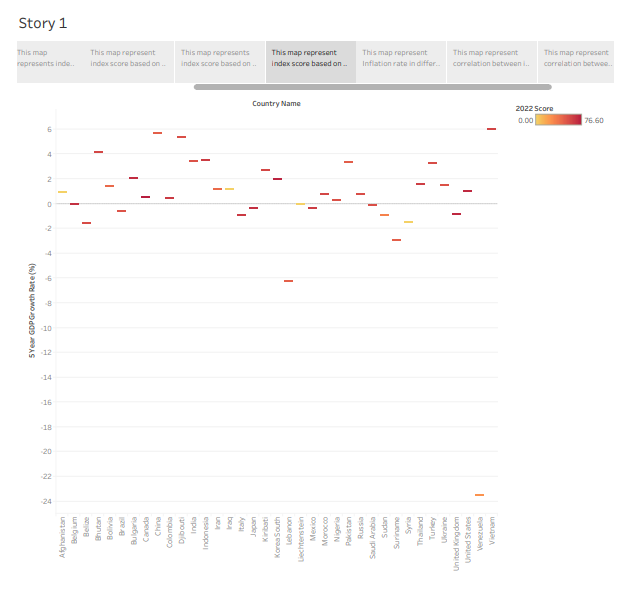 Story 1
This map
represents inde..
This map represent
index score based on ..
This map represents
index score based on ..
This map represent
index score based on ..
This map represent
Inflation rate in differ..
This map represent
correlation between i..
This map represent
correlation betwee..
Country Name
2022 Score
0.00
76.60
5 Year GDP Growth Rate (%)
6
4
2
0
-2
-4
-6
-8
-10
-12
-14
-16
-18
-20
-22
-24
Afghanistan
Belgium
Belize
Bhutan
Bolivia
Brazil
Bulgaria
Canada
China
Colombia
Djibouti
India
Indonesia
Iran
Iraq
Italy
Japan
Kiribati
Korea South
Lebanon
Liechtenstein
Mexico
Morocco
Nigeria
Pakistan
Russia
Saudi Arabia
Sudan
Suriname
Syria
Thailand
Turkey
Ukraine
United Kingdom
United States
Venezuela
Vietnam